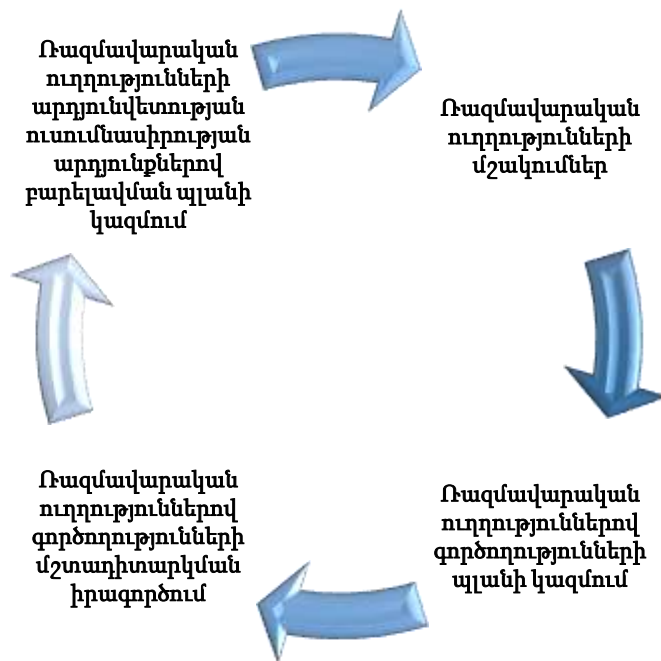 Ռազմավարական
ուղղությունների
արդյունվետության
ուսումնասիրության
արդյունքներով
բարելավման պլանի
կազմում
Ռազմավարական
ուղղությունների
մշակումներ
Ռազմավարական
ուղղություններով
գործողությունների
պլանի կազմում
Ռազմավարական
ուղղություններով
գործողությունների
մշտադիտարկման
իրագործում